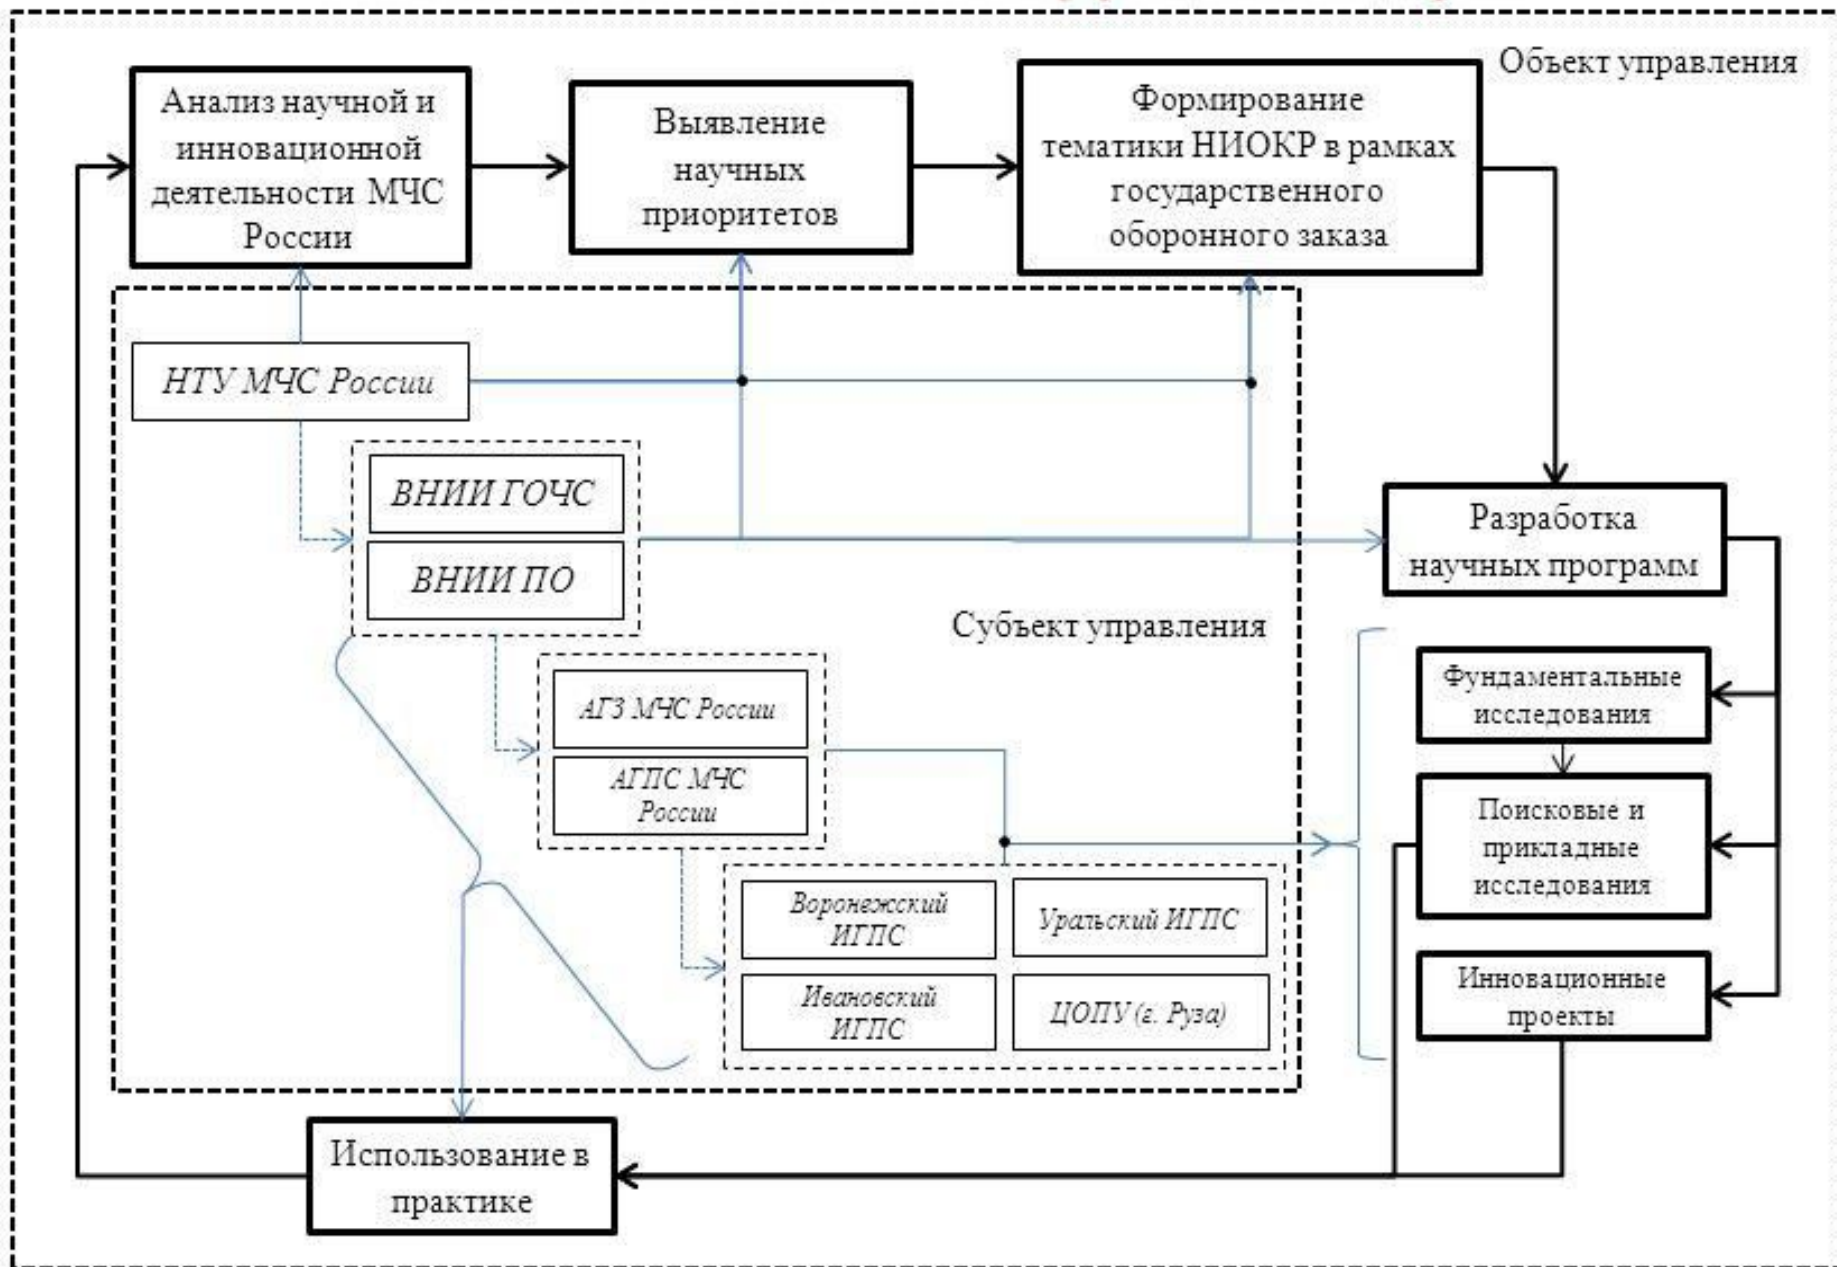 Объект управления
Анализ научной и
инновационной
деятельности МЧС
России
Выявление
научных
приоритетов
Формирование
тематики НИОКР в рамках
государственного
оборонного заказа
НТУ МЧС России
ВНИИ ГОЧС
ВНИИ ПО
Разработка
научных программ
Субъект управления
АГЗ МЧС России
АГПС МЧС
России
Фундаментальные
исследования
Поисковые и
прикладные
исследования
Воронежский
ИГПС
Уральский ИГПС
Ивановский
ИГПС
ЦОПУ (г. Руза)
Инновационные
проекты
Использование в
практике